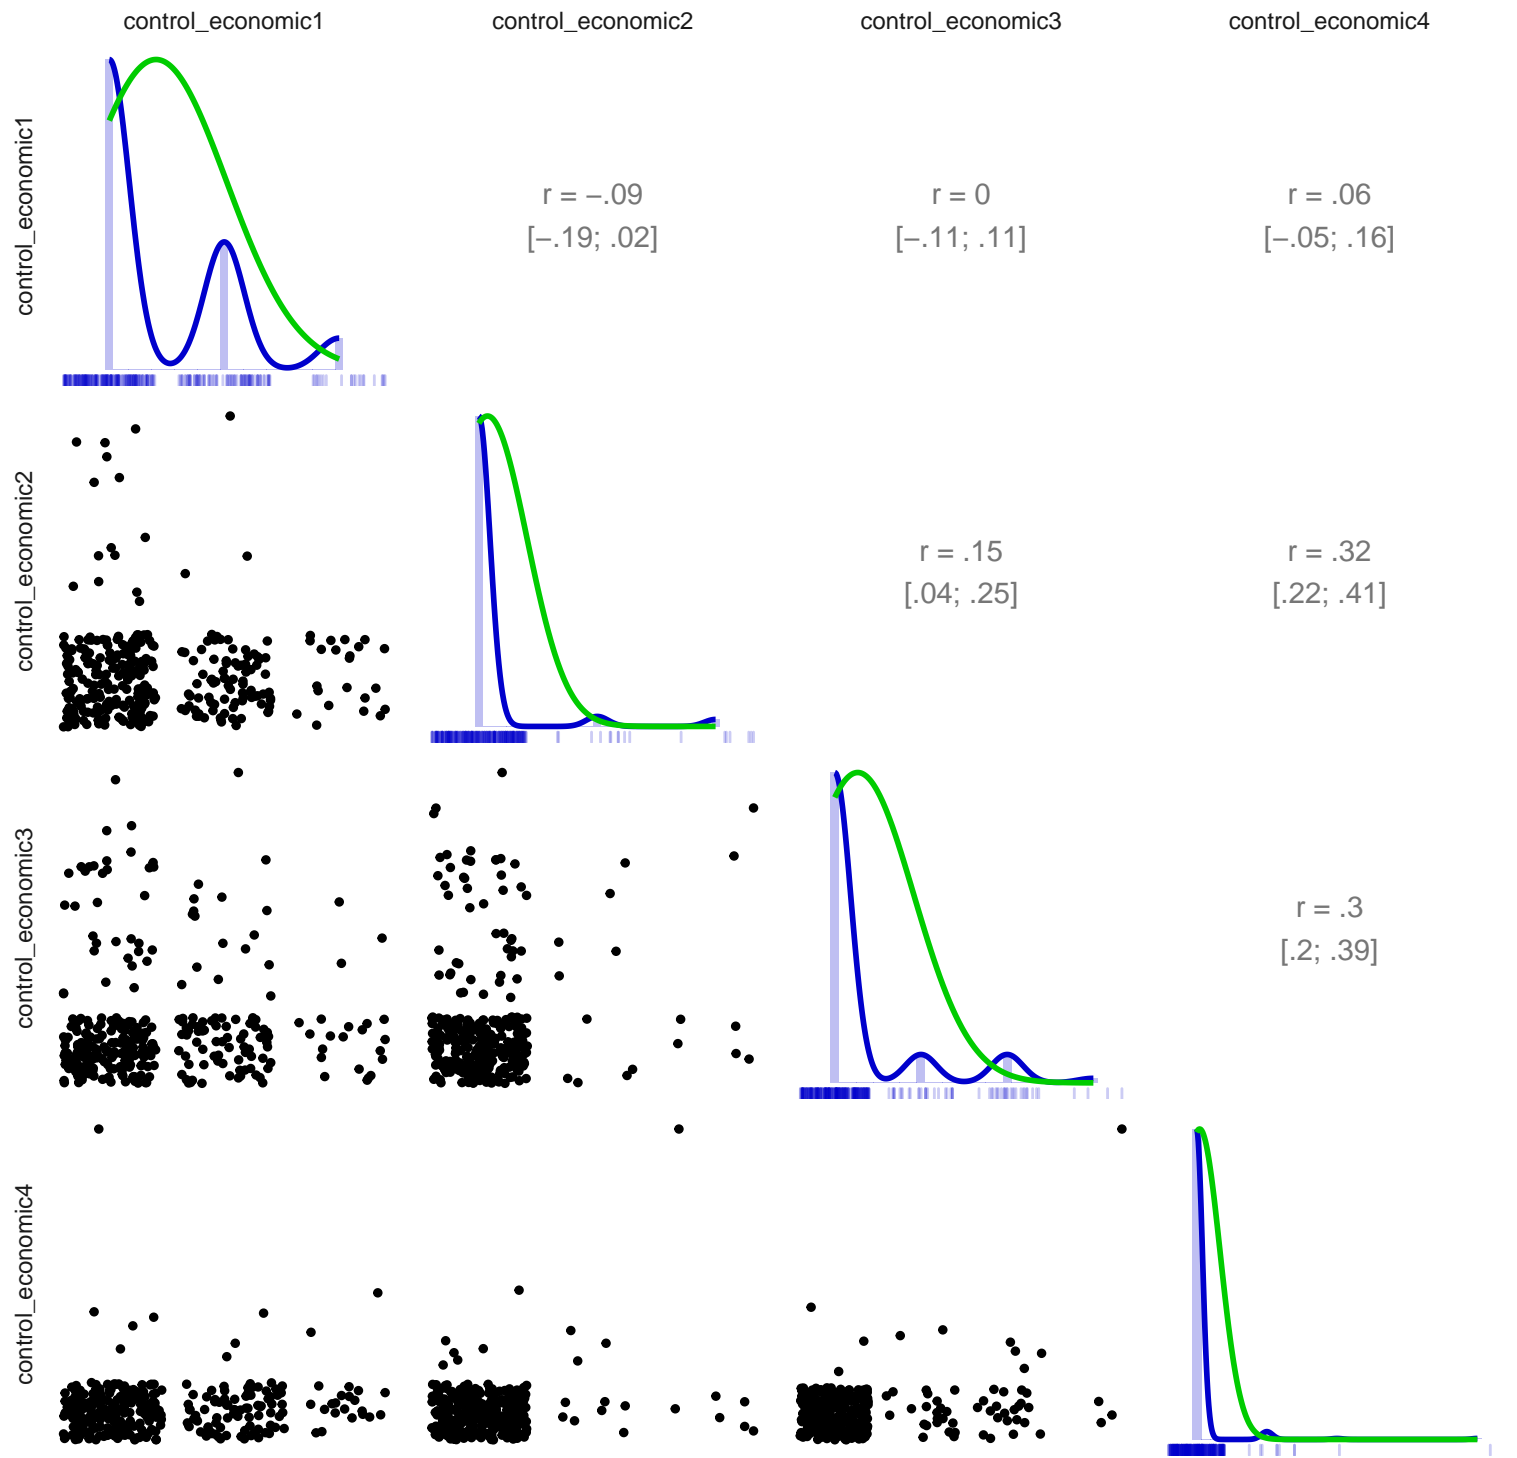 control_economic1
control_economic2
control_economic3
control_economic4
control_economic1
r = −.09
[−.19; .02]
r = 0
[−.11; .11]
r = .06
[−.05; .16]
control_economic2
r = .15
[.04; .25]
r = .32
[.22; .41]
control_economic3
r = .3
[.2; .39]
control_economic4